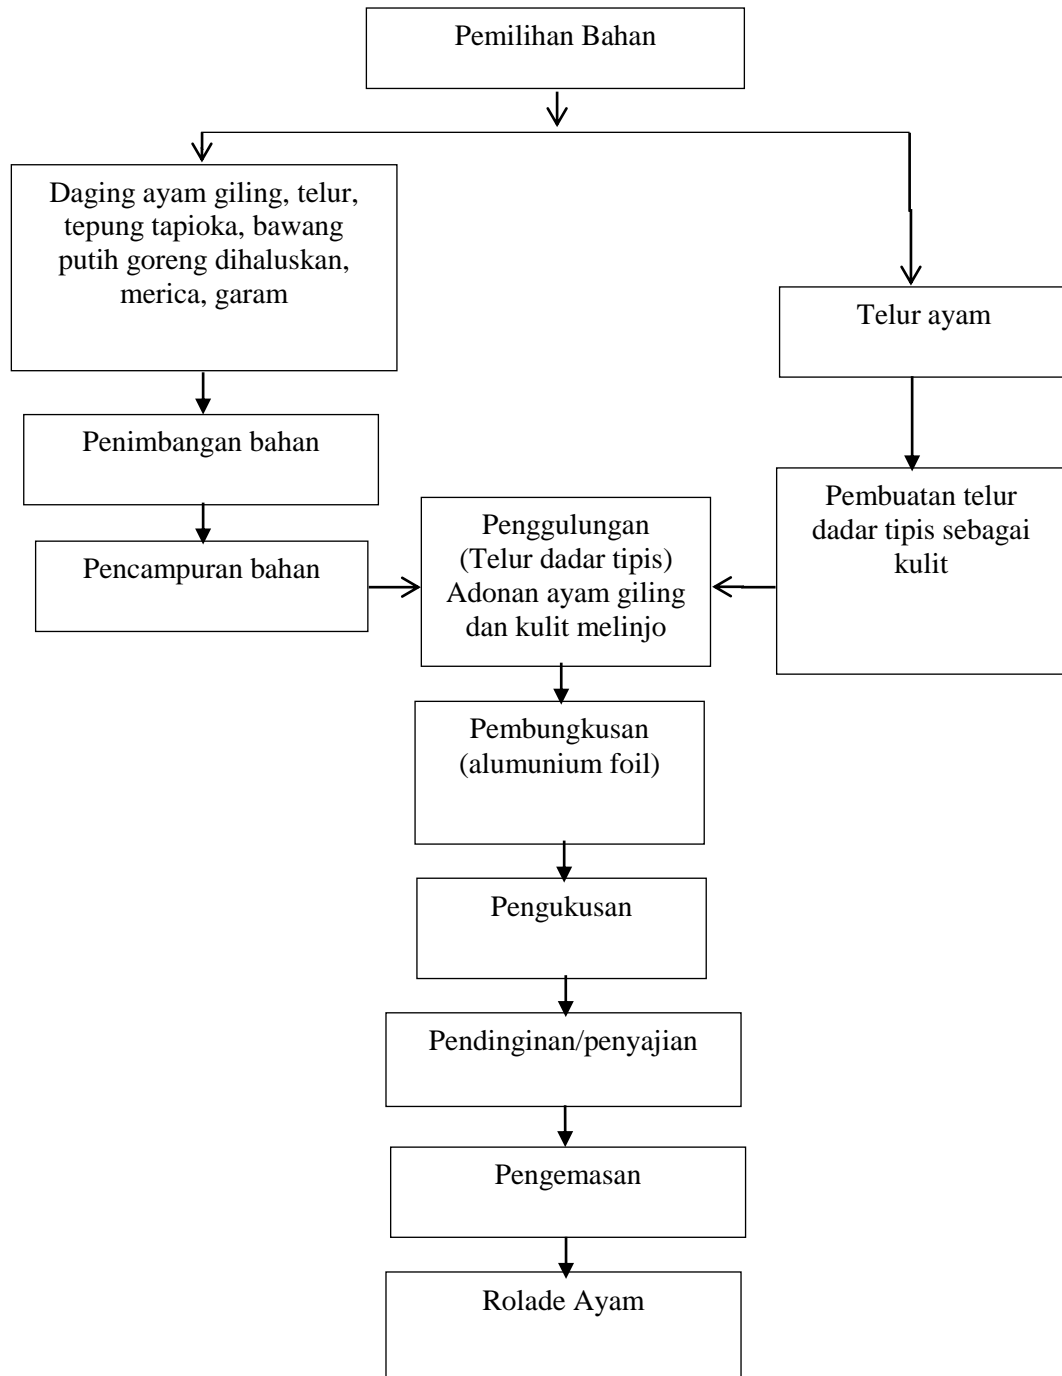 Pemilihan Bahan
Daging ayam giling, telur,
tepung tapioka, bawang
putih goreng dihaluskan,
merica, garam
Telur ayam
Penimbangan bahan
Pembuatan telur
dadar tipis sebagai
kulit
Pencampuran bahan
Penggulungan
(Telur dadar tipis)
Adonan ayam giling
dan kulit melinjo
Pembungkusan
(alumunium foil)
Pengukusan
Pendinginan/penyajian
Pengemasan
Rolade Ayam